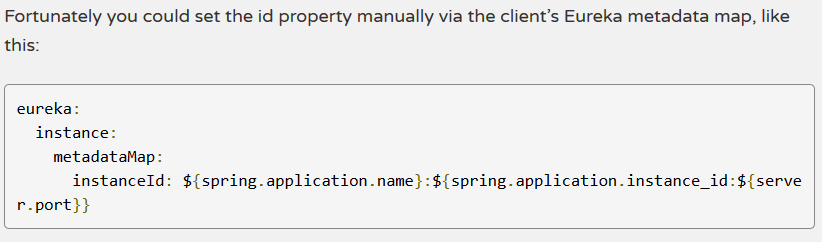 Fortunately you could set the id property manually via the client’s Eureka metadata map, like
this:
eureka:
  instance:
    metadataMap:
      instanceId: ${spring.application.name}:${spring.application.instance_id:${serve
r.port}}